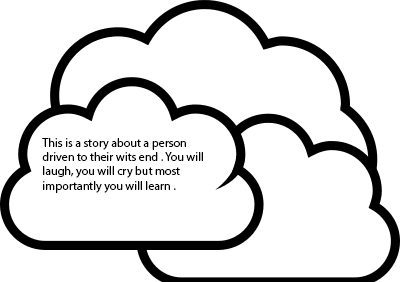 This is a story about a person
driven to their wits end . You will
laugh, you will cry but most
importantly you will learn .